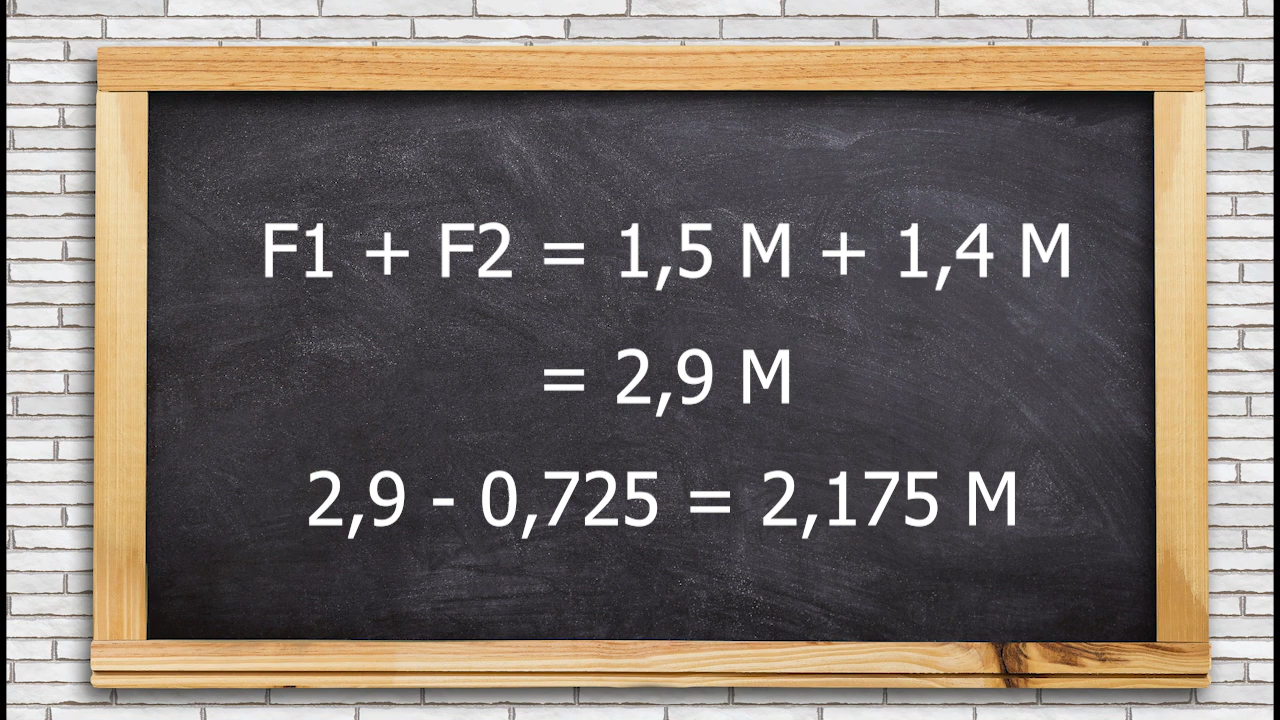 F1 + F2 = 1,5 M + 1,4 M
= 2,9 M
2,9 - 0,725 = 2,175 M